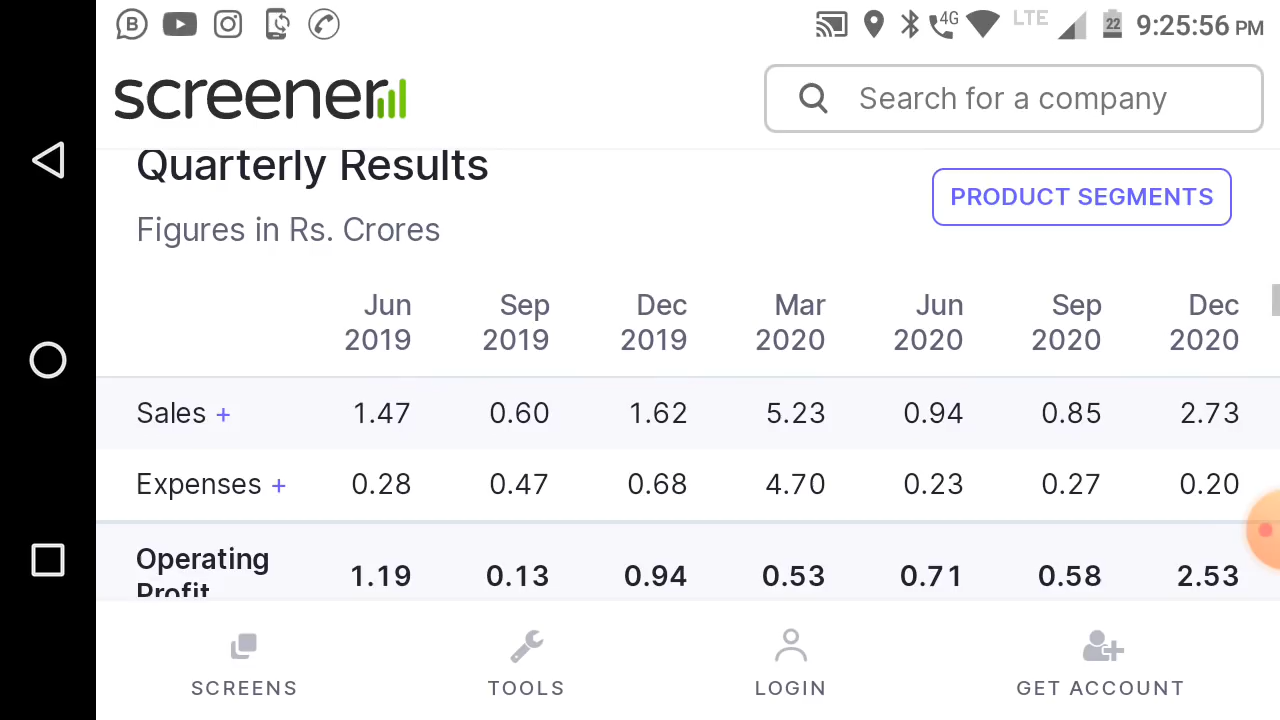 4G LTE 22 9:25:56 PM
screener
Search for a company
Quarterly Results
PRODUCT SEGMENTS
Figures in Rs. Crores
Jun 2019 Sep 2019 Dec 2019 Mar 2020 Jun 2020 Sep 2020 Dec 2020
Sales + 1.47 0.60 1.62 5.23 0.94 0.85 2.73
Expenses + 0.28 0.47 0.68 4.70 0.23 0.27 0.20
Operating Profit 1.19 0.13 0.94 0.53 0.71 0.58 2.53
SCREENS TOOLS LOGIN GET ACCOUNT